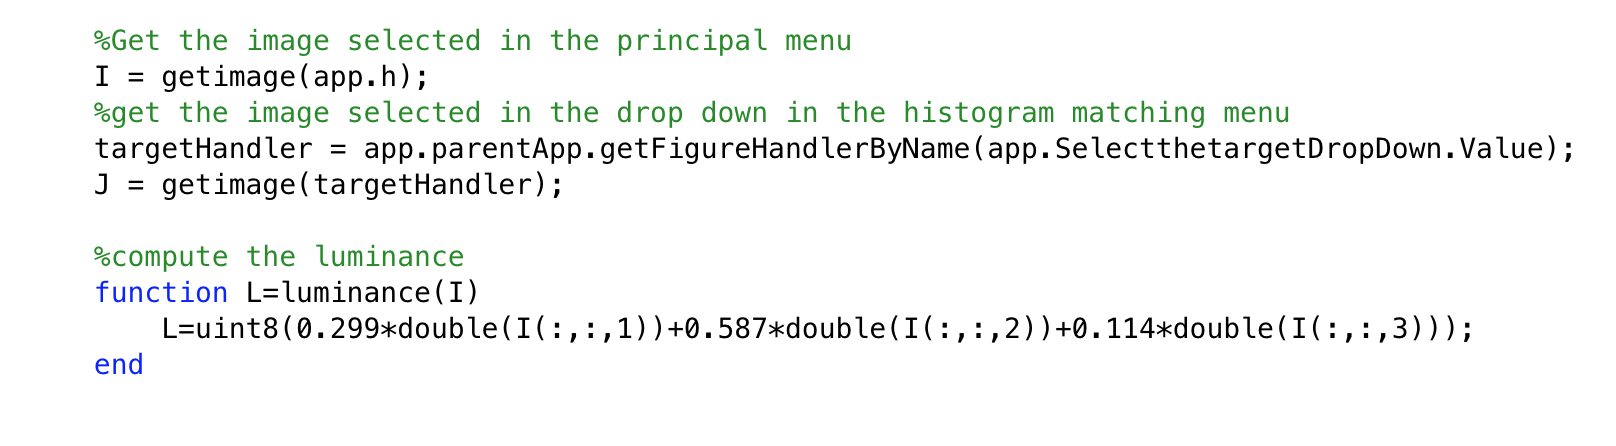 %Get the image selected in the principal menu
I = getimage(app.h);
%get the image selected in the drop down in the histogram matching menu
targetHandler = app.parentApp.getFigureHandlerByName(app.SelectthetargetDropDown.Value);
J = getimage(targetHandler);
%compute the luminance
function L=luminance(I)
L=uint8(0.299*double(I(:,:,1))+0.587*double(I(:,:,2))+0.114*double(I(:,:,3)));
end